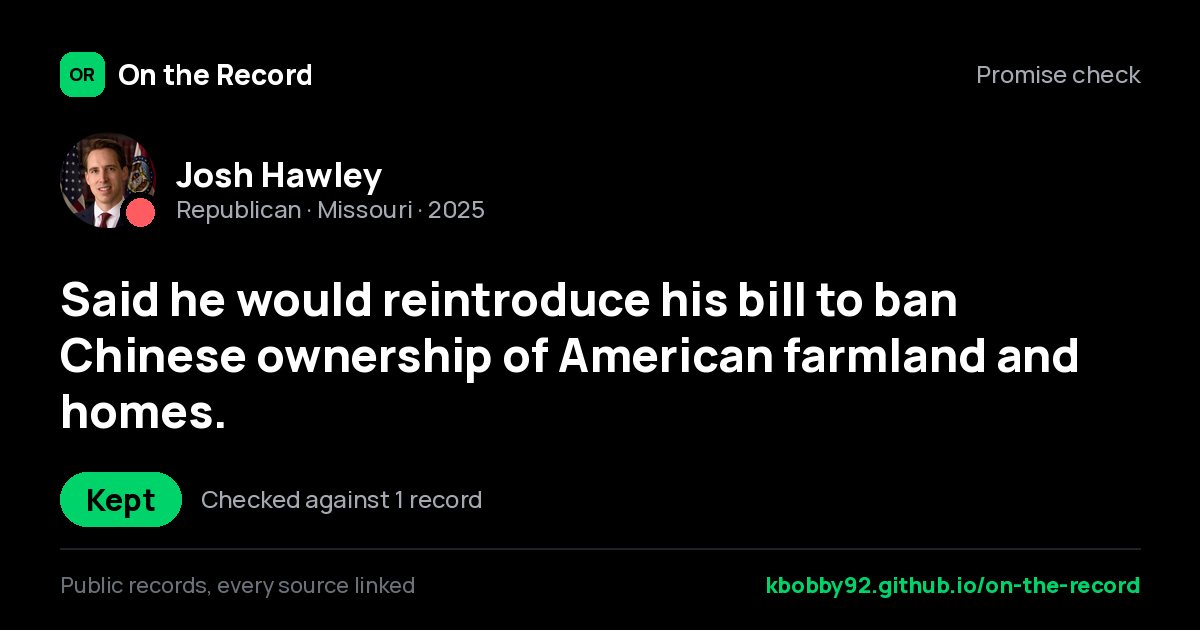 OR On the Record
Promise check
Josh Hawley
Republican · Missouri · 2025
Said he would reintroduce his bill to ban
Chinese ownership of American farmland and
homes.
Kept Checked against 1 record
Public records, every source linked
kbobby92.github.io/on-the-record